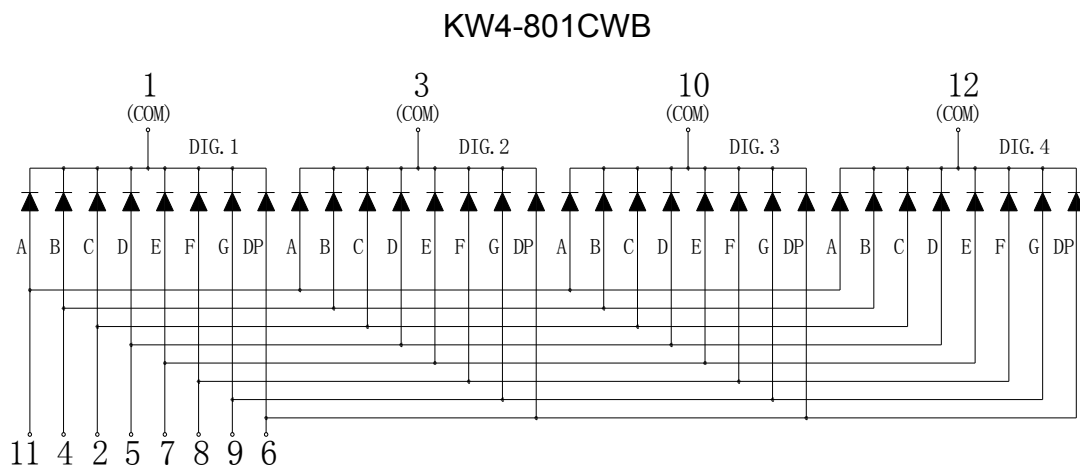 KW4-801CWB
1 3 10 12
(COM) (COM) (COM) (COM)
DIG.1 DIG.2 DIG.3 DIG.4
A B C D E F G DP A B C D E F G DP A B C D E F G DP A B C D E F G DP
11 4 2 5 7 8 9 6